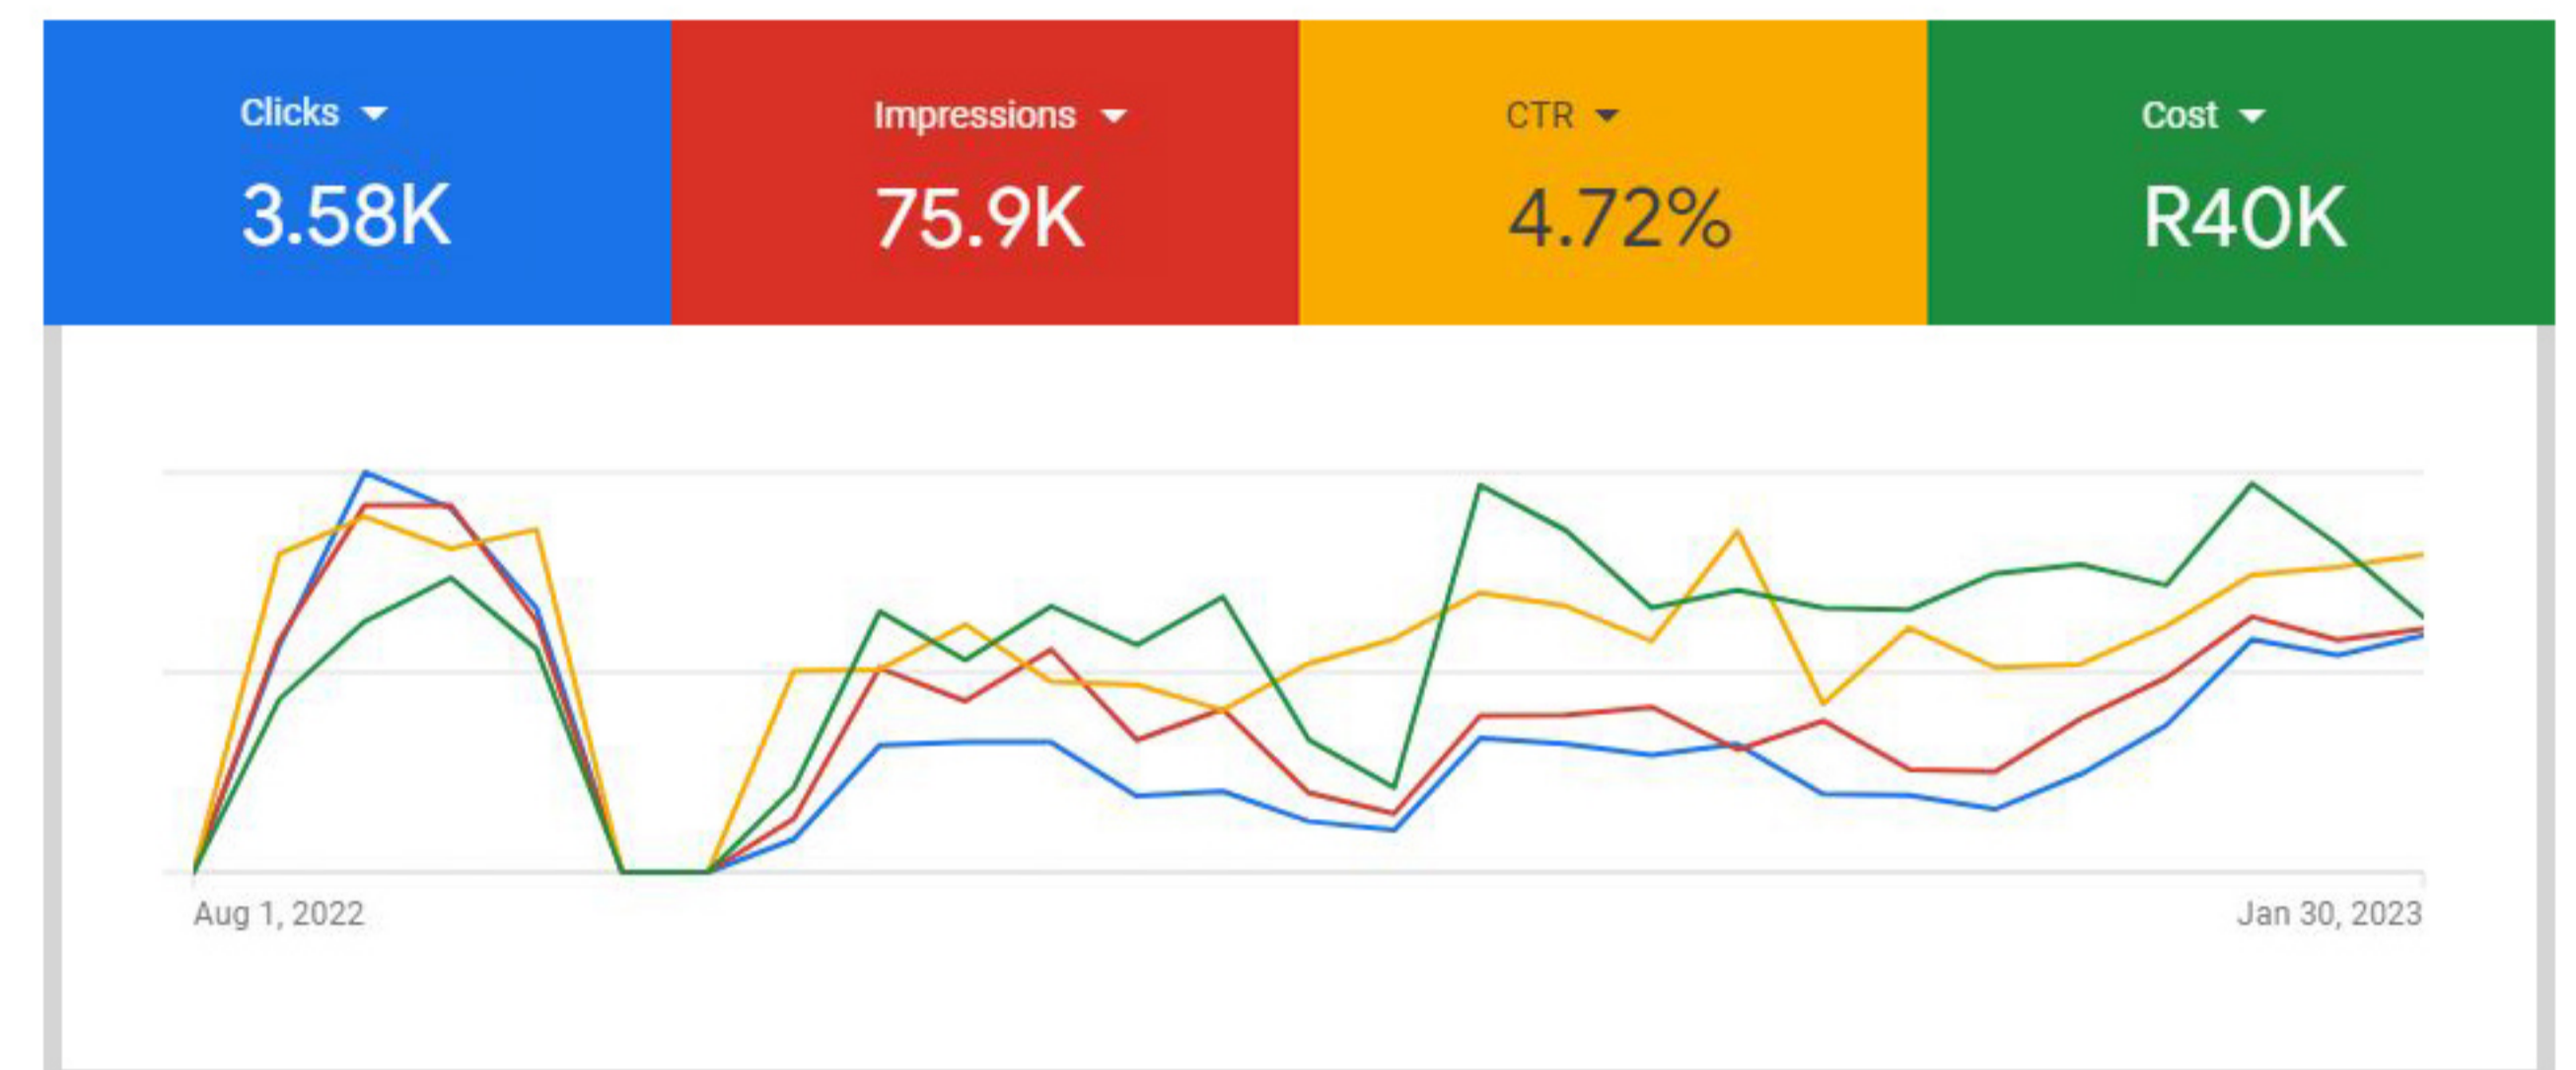 Clicks
3.58K
Impressions
75.9K
CTR
4.72%
Cost
R40K
Aug 1, 2022
Jan 30, 2023